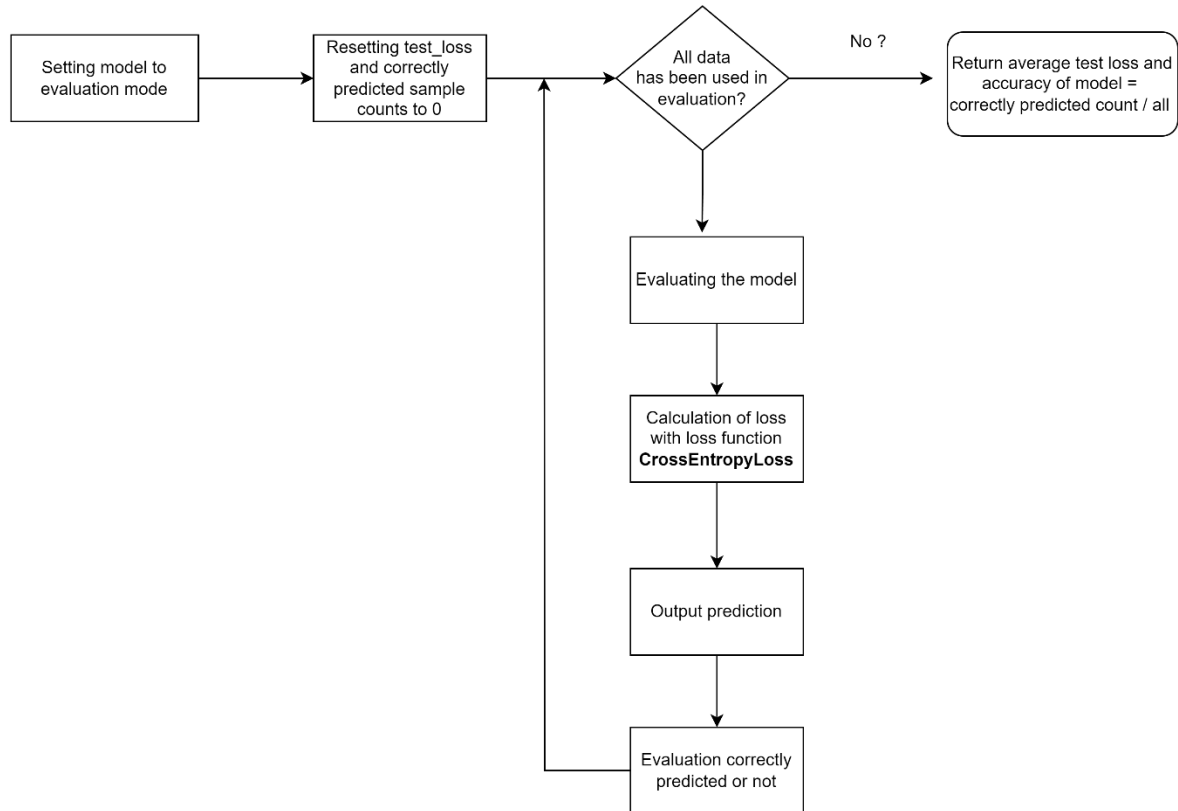 Setting model to
evaluation mode
Resetting test_loss
and correctly
predicted sample
counts to 0
All data
has been used in
evaluation?
No ?
Return average test loss and
accuracy of model =
correctly predicted count / all
Evaluating the model
Calculation of loss
with loss function
CrossEntropyLoss
Output prediction
Evaluation correctly
predicted or not